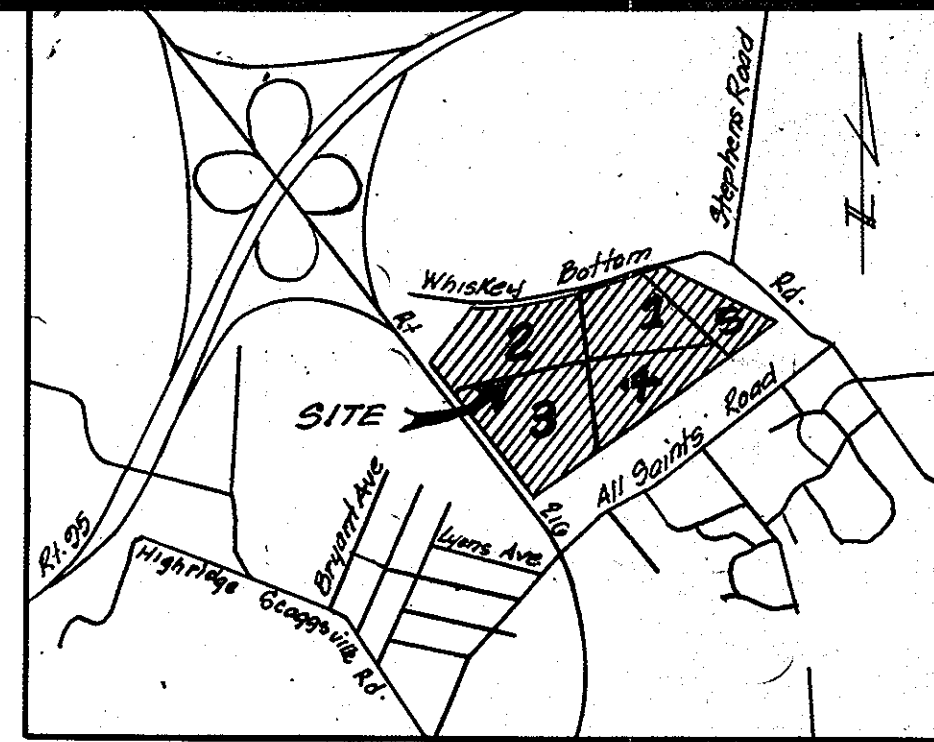 Stephens Road
N
Whiskey Bottom Rd.
Rt 216
1
2
5
3
4
SITE
All Saints' Road
Rt. 95
Bryant Ave
Lyons Ave
Highridge Scaggsville Rd.